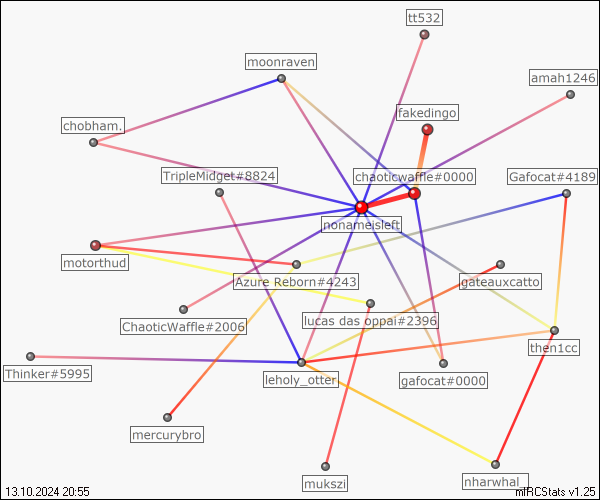 tt532
moonraven
amah1246
fakedingo
chobham.
TripleMidget#8824
chaoticwaffle#0000
Gafocat#4189
nonameisleft
motorthud
Azure Reborn#4243
gateauxcatto
ChaoticWaffle#2006
lucas das oppai#2396
then1cc
Thinker#5995
leholy_otter
gafocat#0000
mercurybro
mukszi
nharwhal_
13.10.2024 20:55
mIRCStats v1.25